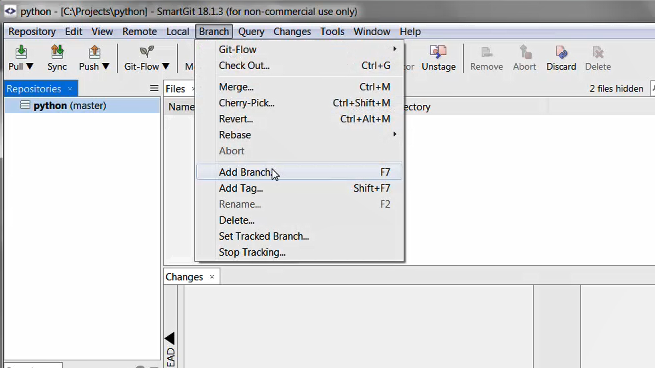 python - [C:\Projects\python] - SmartGit 18.1.3 (for non-commercial use only)
Repository Edit View Remote Local Branch Query Changes Tools Window Help
Pull Sync Push Git-Flow M or Unstage Remove Abort Discard Delete
Repositories
python (master)
Files
2 files hidden
Name
ectory
Git-Flow
Check Out... Ctrl+G
Merge... Ctrl+M
Cherry-Pick... Ctrl+Shift+M
Revert... Ctrl+Alt+M
Rebase
Abort
Add Branch... F7
Add Tag... Shift+F7
Rename... F2
Delete...
Set Tracked Branch...
Stop Tracking...
Changes
EAD